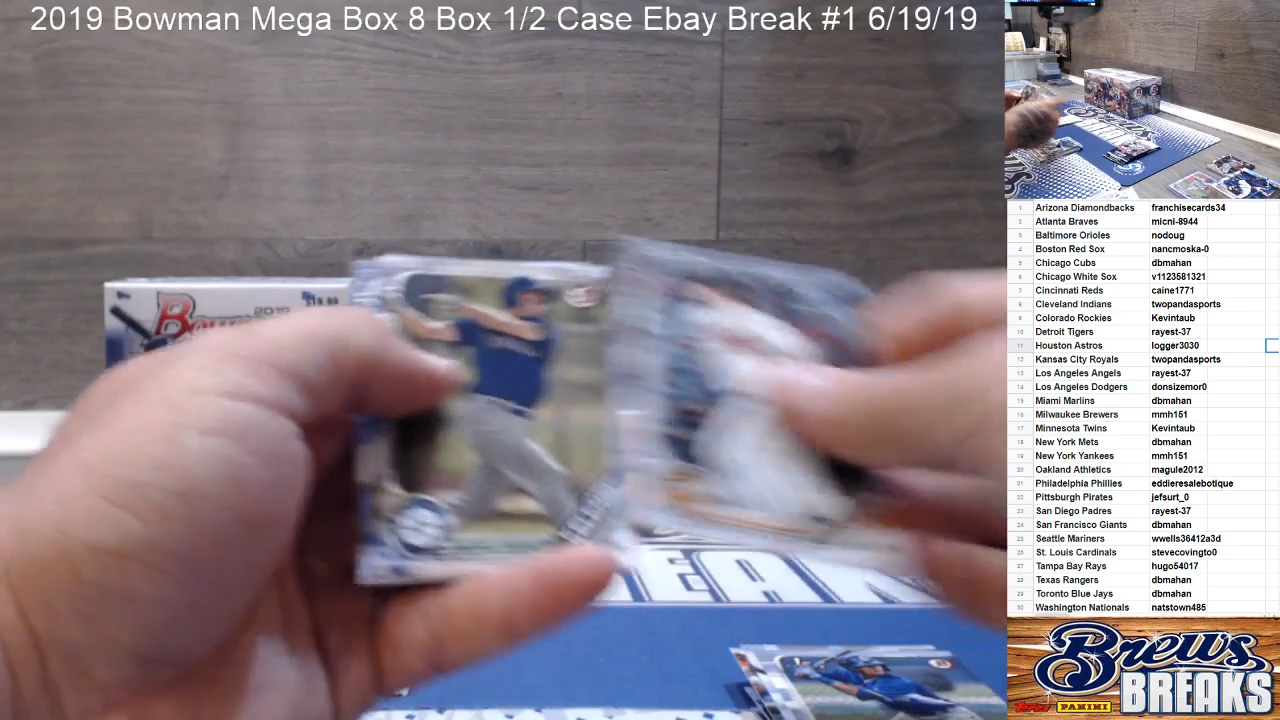 2019 Bowman Mega Box 8 Box 1/2 Case Ebay Break #1 6/19/19
1 Arizona Diamondbacks franchisecards34
2 Atlanta Braves micni-8944
3 Baltimore Orioles nodoug
4 Boston Red Sox nancmoska-0
5 Chicago Cubs dbmahan
6 Chicago White Sox v1123581321
7 Cincinnati Reds caine1771
8 Cleveland Indians twopandasports
9 Colorado Rockies Kevintaub
10 Detroit Tigers rayest-37
11 Houston Astros logger3030
12 Kansas City Royals twopandasports
13 Los Angeles Angels rayest-37
14 Los Angeles Dodgers donsizemor0
15 Miami Marlins dbmahan
16 Milwaukee Brewers mmh151
17 Minnesota Twins Kevintaub
18 New York Mets dbmahan
19 New York Yankees mmh151
20 Oakland Athletics magule2012
21 Philadelphia Phillies eddieresalebotique
22 Pittsburgh Pirates jefsurt_0
23 San Diego Padres rayest-37
24 San Francisco Giants dbmahan
25 Seattle Mariners wwells36412a3d
26 St. Louis Cardinals stevecovingto0
27 Tampa Bay Rays hugo54017
28 Texas Rangers dbmahan
29 Toronto Blue Jays dbmahan
30 Washington Nationals natstown485
Brews
BREAKS
Topps PANINI